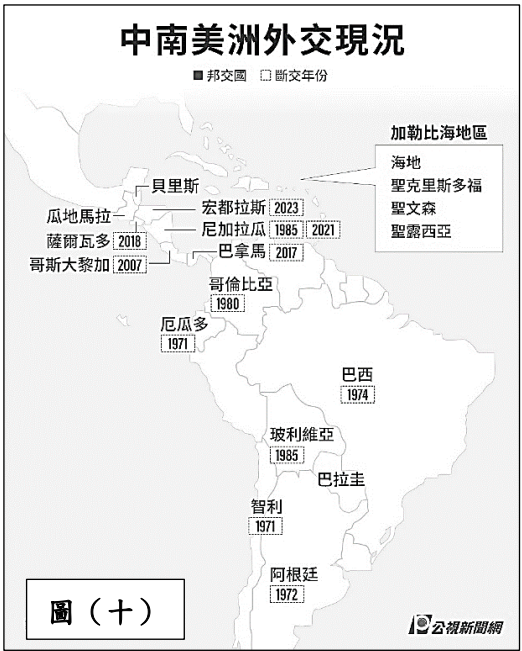 中南美洲外交現況
邦交國 斷交年份
加勒比海地區
海地
聖克里斯多福
聖文森
聖露西亞
貝里斯
瓜地馬拉
宏都拉斯 2023
尼加拉瓜 1985 2021
薩爾瓦多 2018
巴拿馬 2017
哥斯大黎加 2007
哥倫比亞
1980
厄瓜多
1971
巴西
1974
玻利維亞
1985
巴拉圭
智利
1971
阿根廷
1972
圖（十）
公視新聞網